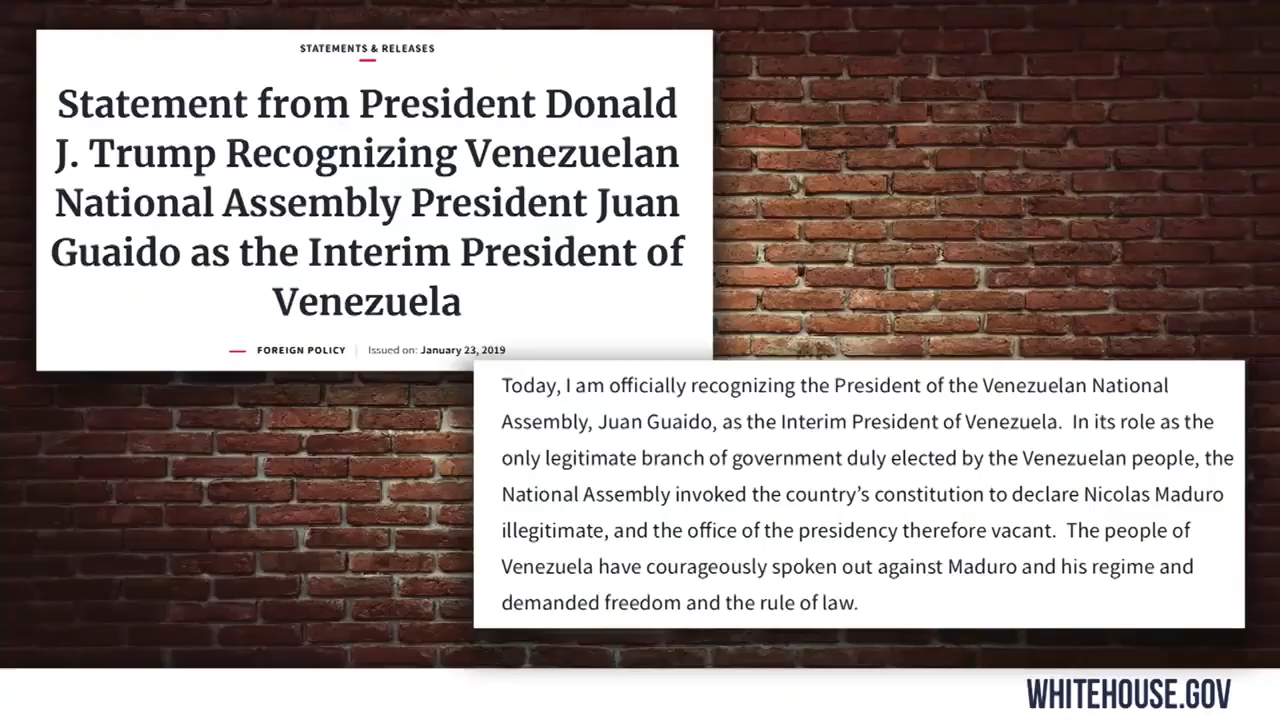 STATEMENTS & RELEASES
Statement from President Donald
J. Trump Recognizing Venezuelan
National Assembly President Juan
Guaido as the Interim President of
Venezuela
FOREIGN POLICY | Issued on: January 23, 2019
Today, I am officially recognizing the President of the Venezuelan National
Assembly, Juan Guaido, as the Interim President of Venezuela.  In its role as the
only legitimate branch of government duly elected by the Venezuelan people, the
National Assembly invoked the country’s constitution to declare Nicolas Maduro
illegitimate, and the office of the presidency therefore vacant.  The people of
Venezuela have courageously spoken out against Maduro and his regime and
demanded freedom and the rule of law.
WHITEHOUSE.GOV